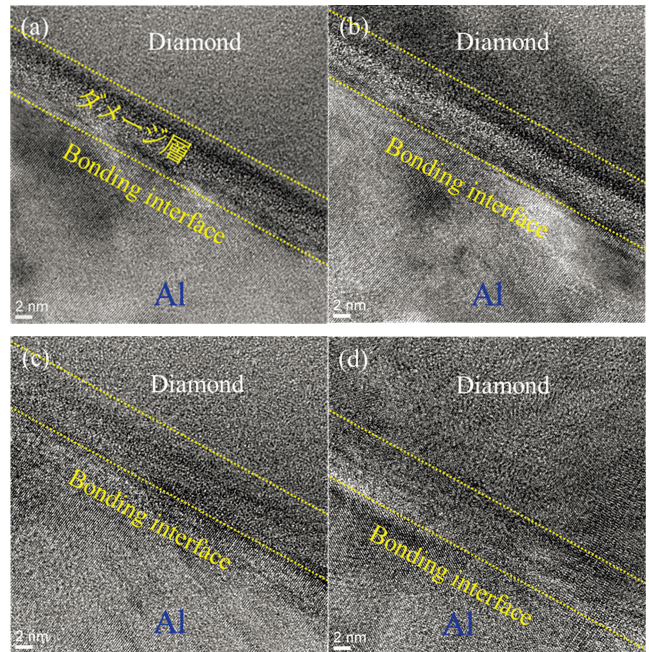 (a)
Diamond
ダメージ層
Bonding interface
Al
2 nm
(b)
Diamond
Bonding interface
Al
2 nm
(c)
Diamond
Bonding interface
Al
2 nm
(d)
Diamond
Bonding interface
Al
2 nm